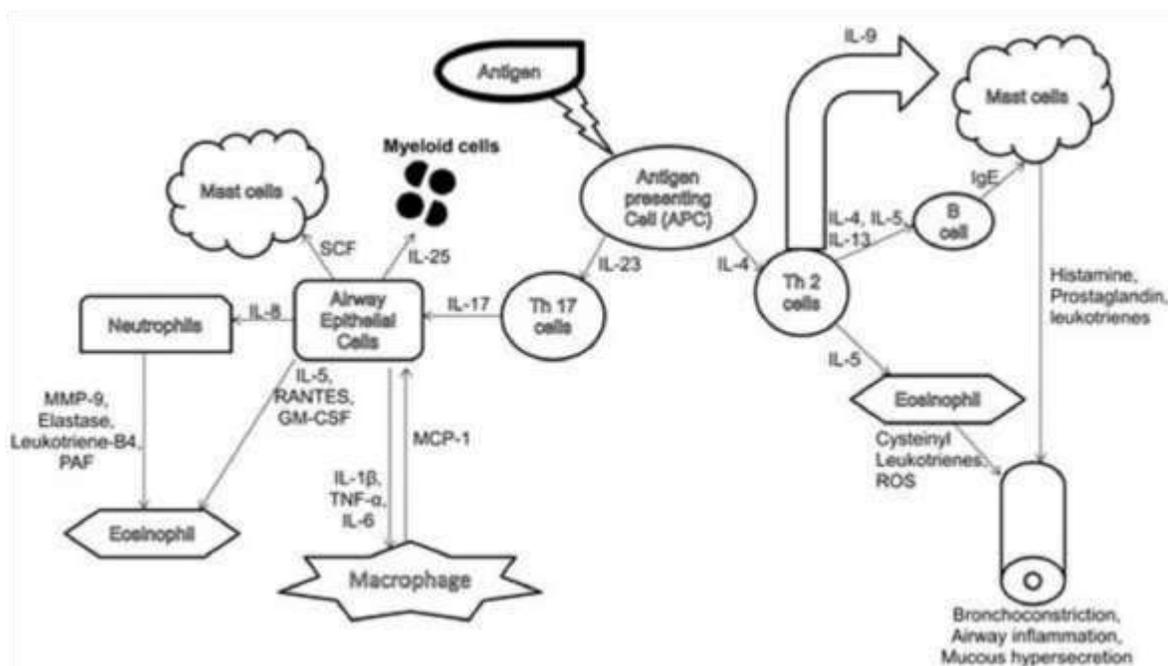 IL-9
Antigen
Mast cells
Myeloid cells
Mast cells
Antigen
presenting
Cell (APC)
IgE
B
cell
IL-4, IL-5,
IL-13
SCF
IL-25
IL-23
IL-4
Th 2
cells
Histamine,
Prostaglandin,
leukotrienes
Airway
Epithelial
Cells
IL-17
Th 17
cells
Neutrophils
IL-8
IL-5
IL-5,
RANTES,
GM-CSF
MMP-9,
Elastase,
Leukotriene-B4,
PAF
MCP-1
Eosinophil
Cysteinyl
Leukotrienes,
ROS
IL-1β,
TNF-α,
IL-6
Eosinophil
Macrophage
Bronchoconstriction,
Airway inflammation,
Mucous hypersecretion